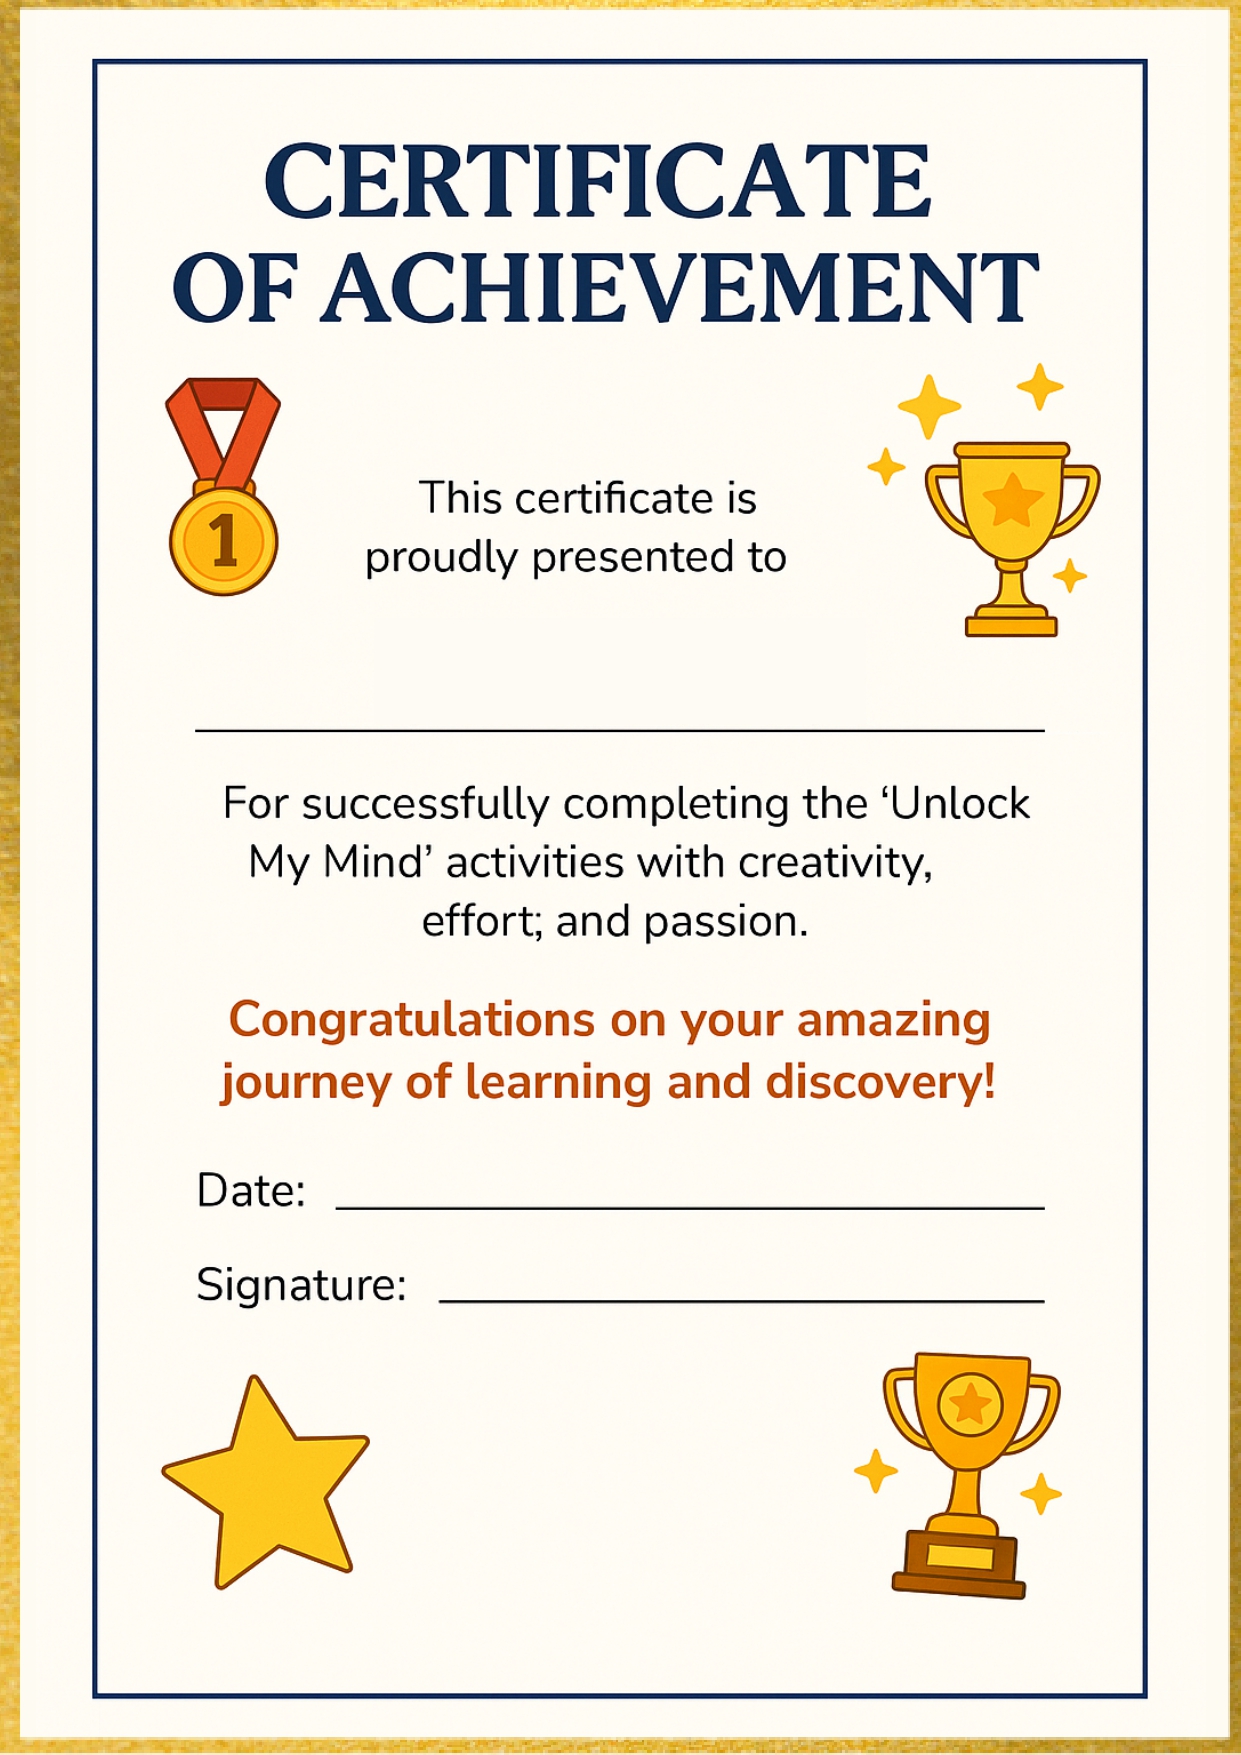 CERTIFICATE
OF ACHIEVEMENT
1
This certificate is
proudly presented to
For successfully completing the ‘Unlock
My Mind’ activities with creativity,
effort; and passion.
Congratulations on your amazing
journey of learning and discovery!
Date:
Signature: